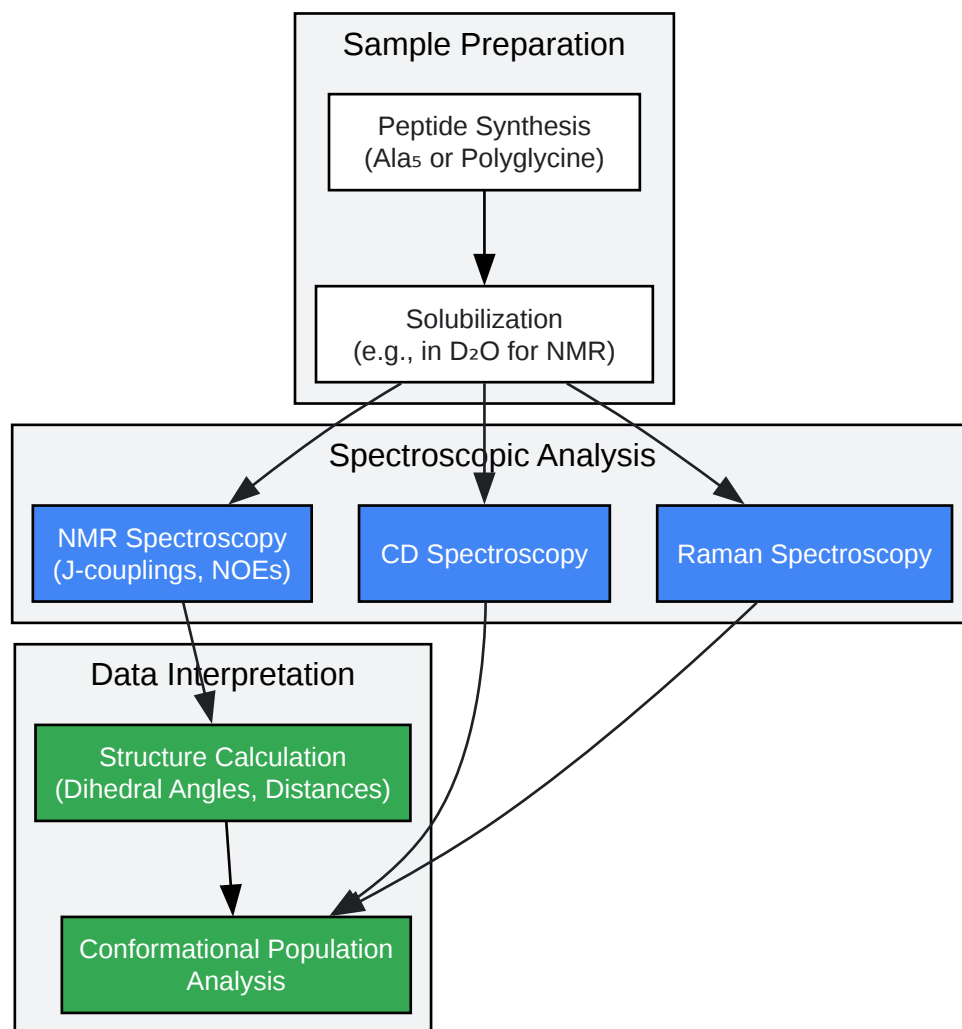 Sample Preparation
Peptide Synthesis
(Ala₅ or Polyglycine)
Solubilization
(e.g., in D₂O for NMR)
Spectroscopic Analysis
NMR Spectroscopy
(J-couplings, NOEs)
CD Spectroscopy
Raman Spectroscopy
Data Interpretation
Structure Calculation
(Dihedral Angles, Distances)
Conformational Population
Analysis